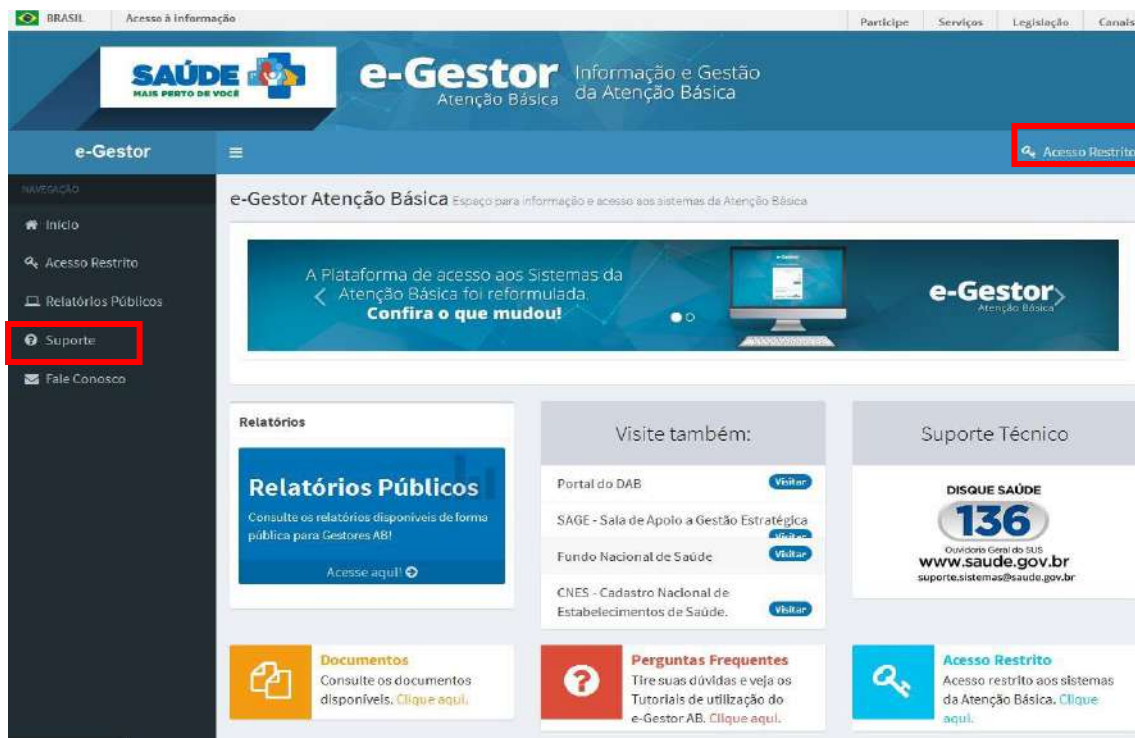 BRASIL
Acesso à informação
Participe
Serviços
Legislação
Canais
SAÚDE
MAIS PERTO DE VOCÊ
e-Gestor
Atenção Básica
Informação e Gestão
da Atenção Básica
e-Gestor
Acesso Restrito
NAVEGAÇÃO
Início
Acesso Restrito
Relatórios Públicos
Suporte
Fale Conosco
e-Gestor Atenção Básica Espaço para informação e acesso aos sistemas da Atenção Básica
A Plataforma de acesso aos Sistemas da
Atenção Básica foi reformulada.
Confira o que mudou!
e-Gestor
Atenção Básica
Relatórios
Relatórios Públicos
Consulte os relatórios disponíveis de forma
pública para Gestores AB!
Acesse aqui!
Visite também:
Portal do DAB Visitar
SAGE - Sala de Apoio a Gestão Estratégica
Visitar
Fundo Nacional de Saúde Visitar
CNES - Cadastro Nacional de
Estabelecimentos de Saúde. Visitar
Suporte Técnico
DISQUE SAÚDE
136
Ouvidoria Geral do SUS
www.saude.gov.br
suporte.sistemas@saude.gov.br
Documentos
Consulte os documentos
disponíveis. Clique aqui.
Perguntas Frequentes
Tire suas dúvidas e veja os
Tutoriais de utilização do
e-Gestor AB. Clique aqui.
Acesso Restrito
Acesso restrito aos sistemas
da Atenção Básica. Clique
aqui.